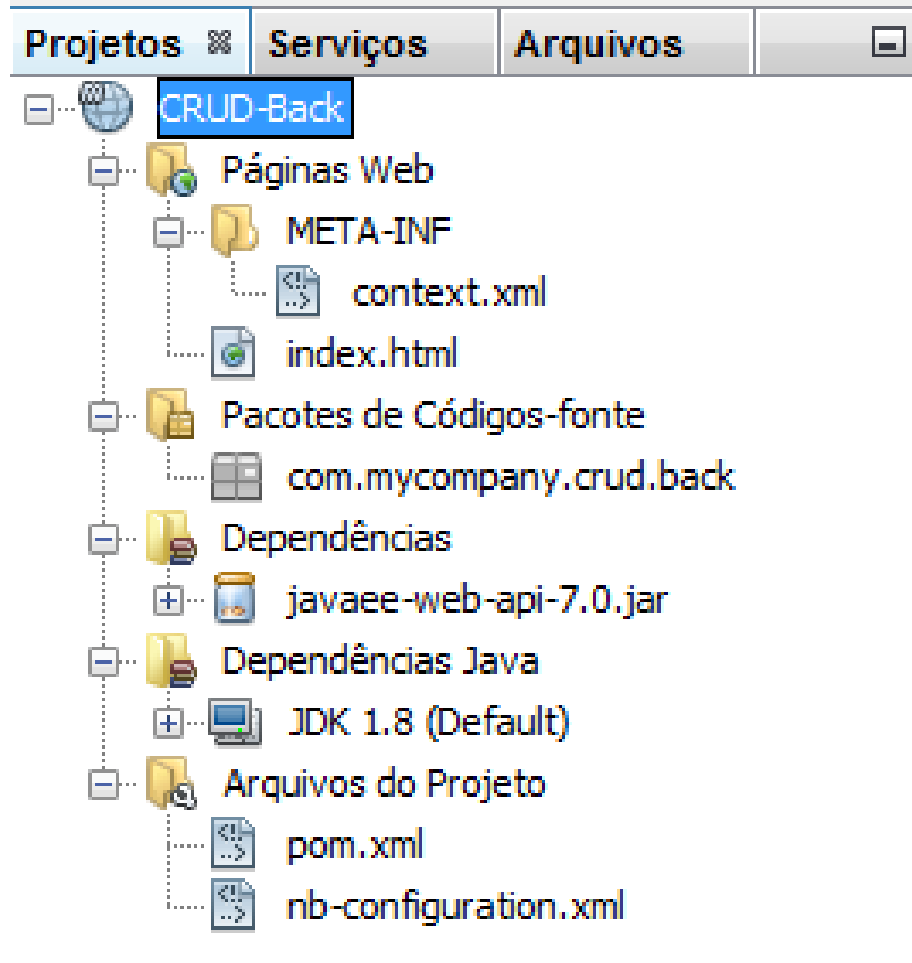 Projetos Serviços Arquivos
CRUD-Back
Páginas Web
META-INF
context.xml
index.html
Pacotes de Códigos-fonte
com.mycompany.crud.back
Dependências
javaee-web-api-7.0.jar
Dependências Java
JDK 1.8 (Default)
Arquivos do Projeto
pom.xml
nb-configuration.xml